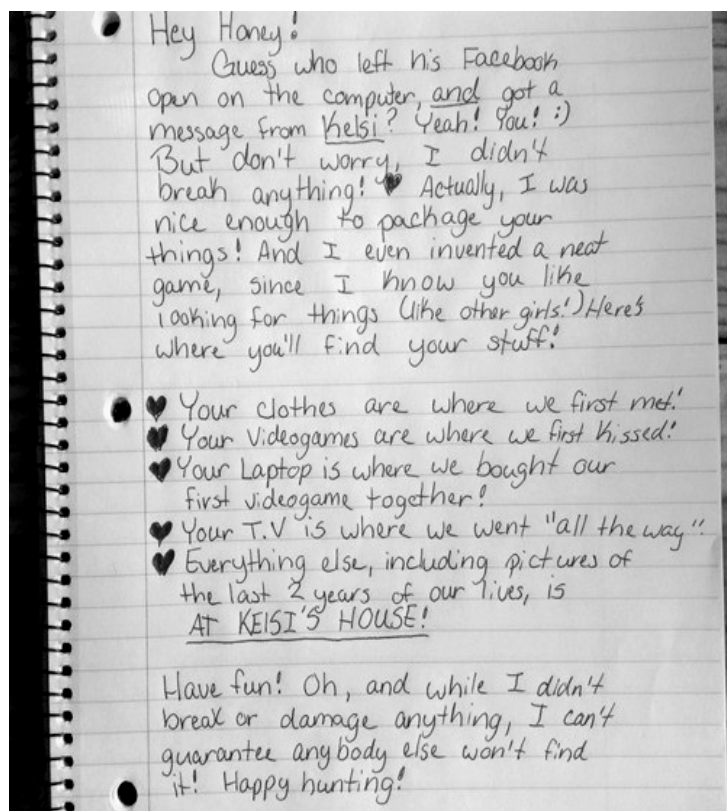 Hey Honey!
Guess who left his Facebook
open on the computer, and got a
message from Kelsi? Yeah! You! :)
But don't worry, I didn't
break anything! ♥ Actually, I was
nice enough to package your
things! And I even invented a neat
game, since I know you like
looking for things (like other girls!) Here's
where you'll find your stuff!
♥ Your clothes are where we first met!
♥ Your Videogames are where we first kissed!
♥ Your Laptop is where we bought our
first videogame together!
♥ Your T.V is where we went "all the way"!
♥ Everything else, including pictures of
the last 2 years of our lives, is
AT KElSI'S HOUSE!
Have fun! Oh, and while I didn't
break or damage anything, I can't
guarantee anybody else won't find
it! Happy hunting!